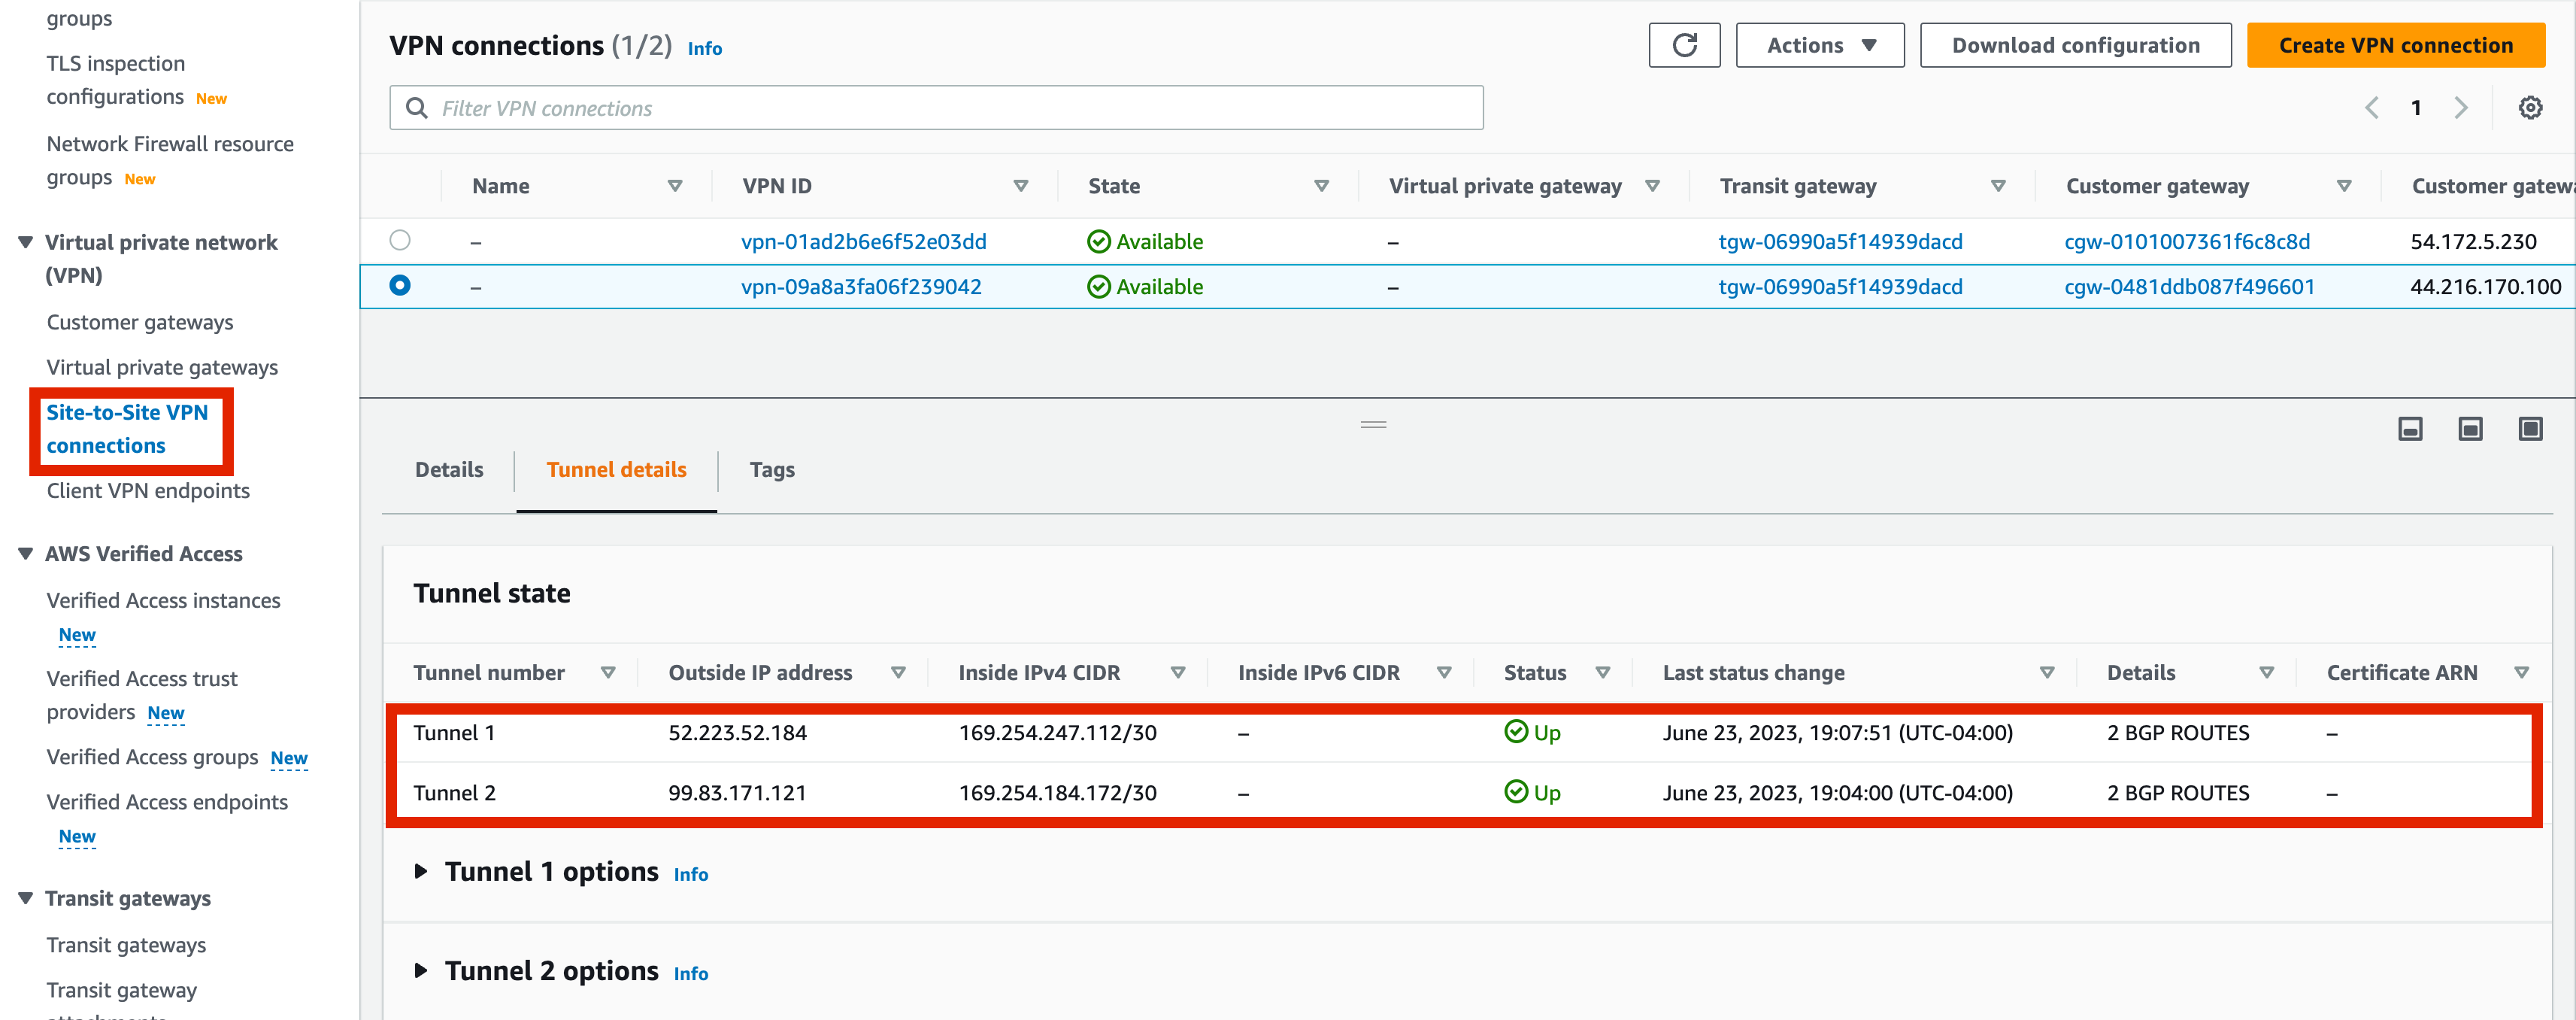 groups
TLS inspection
configurations New
Network Firewall resource
groups New
Virtual private network
(VPN)
Customer gateways
Virtual private gateways
Site-to-Site VPN
connections
Client VPN endpoints
AWS Verified Access
Verified Access instances
New
Verified Access trust
providers New
Verified Access groups New
Verified Access endpoints
New
Transit gateways
Transit gateways
Transit gateway
attachments
VPN connections (1/2) Info
Actions
Download configuration
Create VPN connection
Filter VPN connections
1
Name VPN ID State Virtual private gateway Transit gateway Customer gateway Customer gatewa
– vpn-01ad2b6e6f52e03dd Available – tgw-06990a5f14939dacd cgw-0101007361f6c8c8d 54.172.5.230
– vpn-09a8a3fa06f239042 Available – tgw-06990a5f14939dacd cgw-0481ddb087f496601 44.216.170.100
Details Tunnel details Tags
Tunnel state
Tunnel number Outside IP address Inside IPv4 CIDR Inside IPv6 CIDR Status Last status change Details Certificate ARN
Tunnel 1 52.223.52.184 169.254.247.112/30 – Up June 23, 2023, 19:07:51 (UTC-04:00) 2 BGP ROUTES –
Tunnel 2 99.83.171.121 169.254.184.172/30 – Up June 23, 2023, 19:04:00 (UTC-04:00) 2 BGP ROUTES –
Tunnel 1 options Info
Tunnel 2 options Info